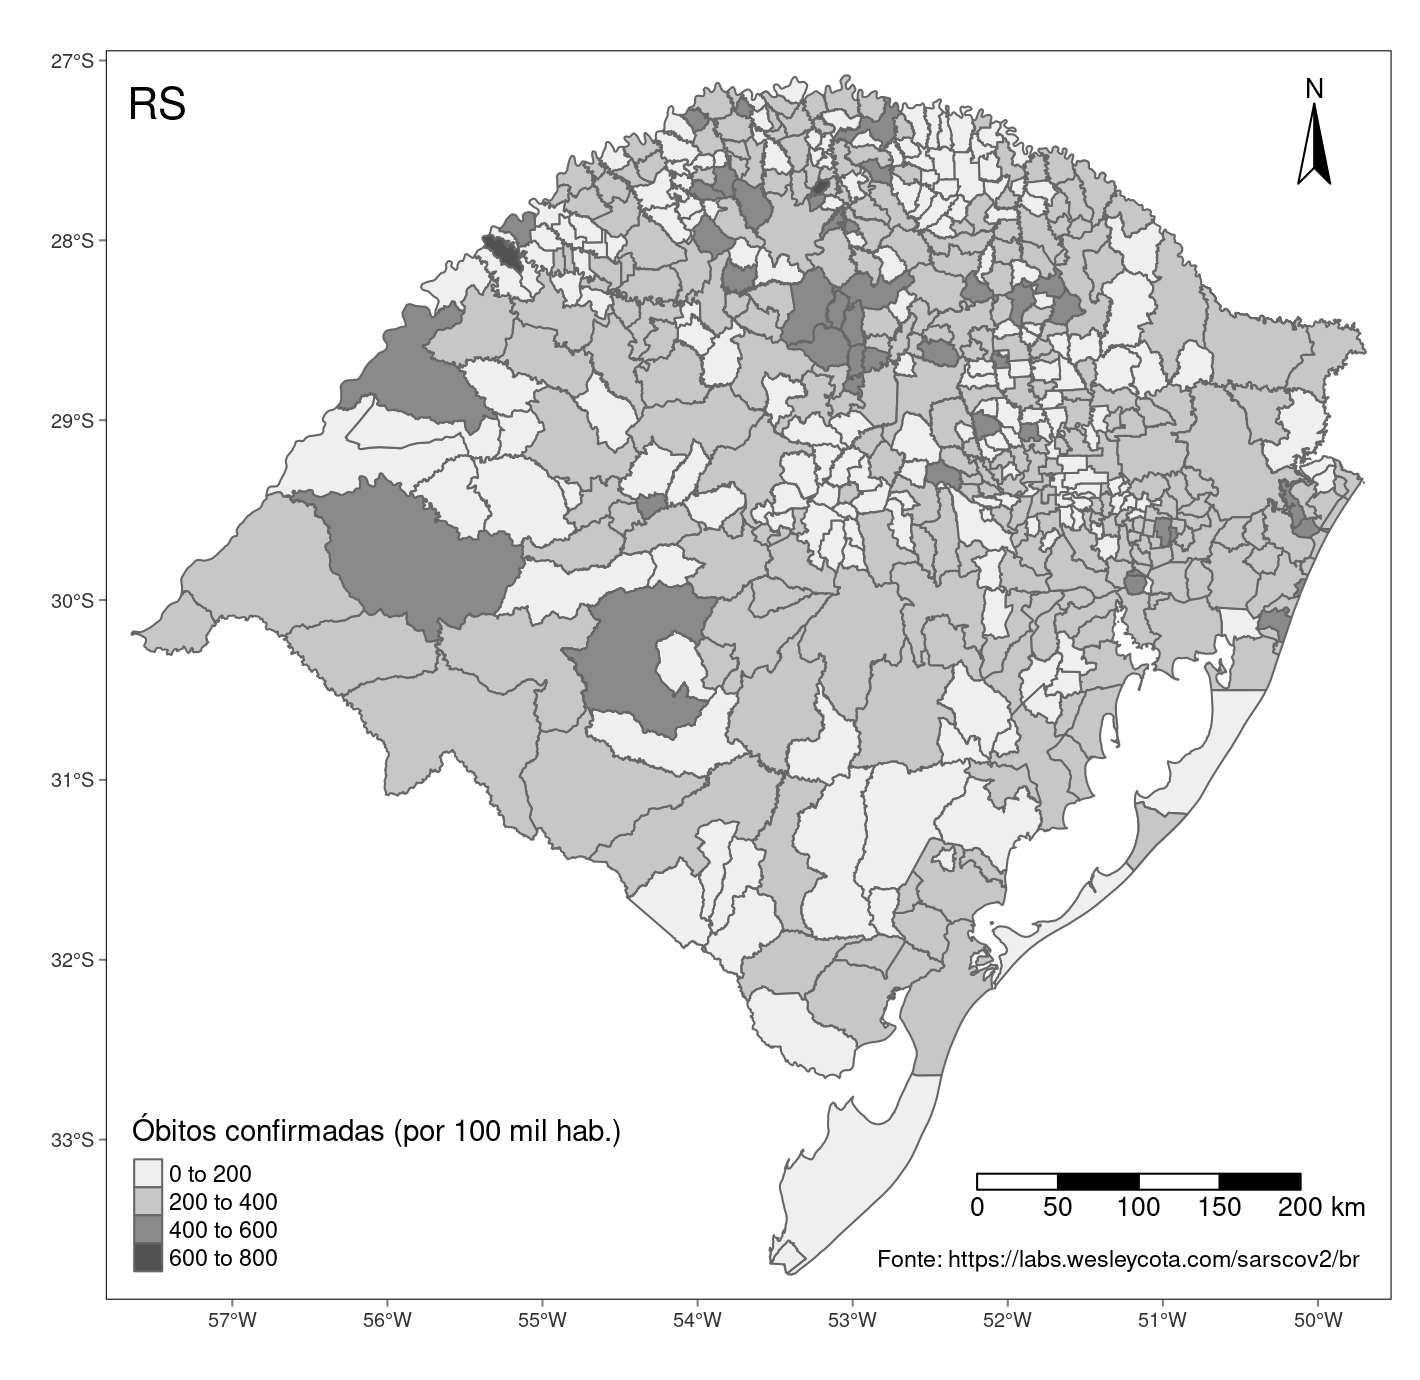 RS
N
27°S
28°S
29°S
30°S
31°S
32°S
33°S
Óbitos confirmadas (por 100 mil hab.)
0 to 200
200 to 400
400 to 600
600 to 800
0 50 100 150 200 km
Fonte: https://labs.wesleycota.com/sarscov2/br
57°W 56°W 55°W 54°W 53°W 52°W 51°W 50°W